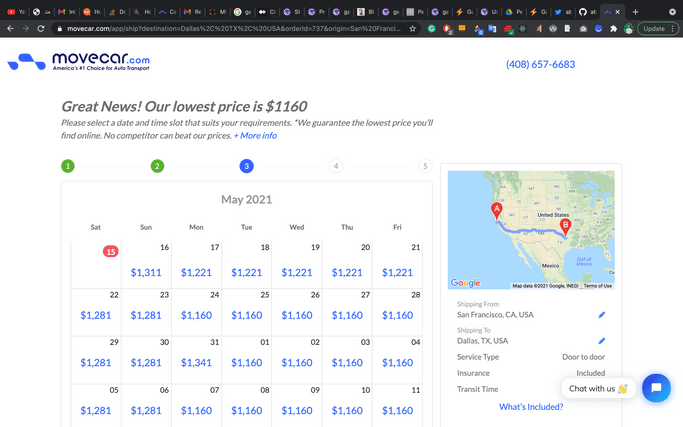 movecar.com/app/ship?destination=Dallas%2C%20TX%2C%20USA&orderId=737&origin=San%20Franci...
Update
movecar.com
America's #1 Choice for Auto Transport
(408) 657-6683
Great News! Our lowest price is $1160
Please select a date and time slot that suits your requirements. *We guarantee the lowest price you'll
find online. No competitor can beat our prices. + More info
1 2 3 4 5
May 2021
Sat Sun Mon Tue Wed Thu Fri
15 16 17 18 19 20 21
$1,311 $1,221 $1,221 $1,221 $1,221 $1,221
22 23 24 25 26 27 28
$1,281 $1,281 $1,160 $1,160 $1,160 $1,160 $1,160
29 30 31 01 02 03 04
$1,281 $1,281 $1,341 $1,160 $1,160 $1,160 $1,160
05 06 07 08 09 10 11
$1,281 $1,281 $1,160 $1,160 $1,160 $1,160 $1,160
A
B
United States
Mexico
Gulf of
Mexico
Google
Map data ©2021 Google, INEGI
Terms of Use
Shipping From
San Francisco, CA, USA
Shipping To
Dallas, TX, USA
Service Type Door to door
Insurance Included
Transit Time
Chat with us 👋
What's Included?